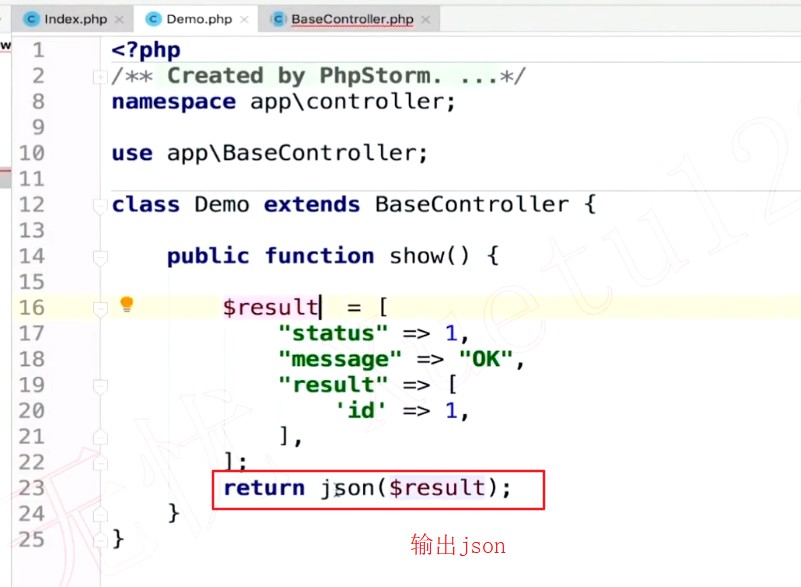 Index.php Demo.php BaseController.php
w
1 <?php
2 /** Created by PhpStorm. ...*/
8 namespace app\controller;
9
10 use app\BaseController;
11
12 class Demo extends BaseController {
13
14 public function show() {
15
16 $result = [
17 "status" => 1,
18 "message" => "OK",
19 "result" => [
20 'id' => 1,
21 ],
22 ];
23 return json($result);
24 }
25 }
输出json